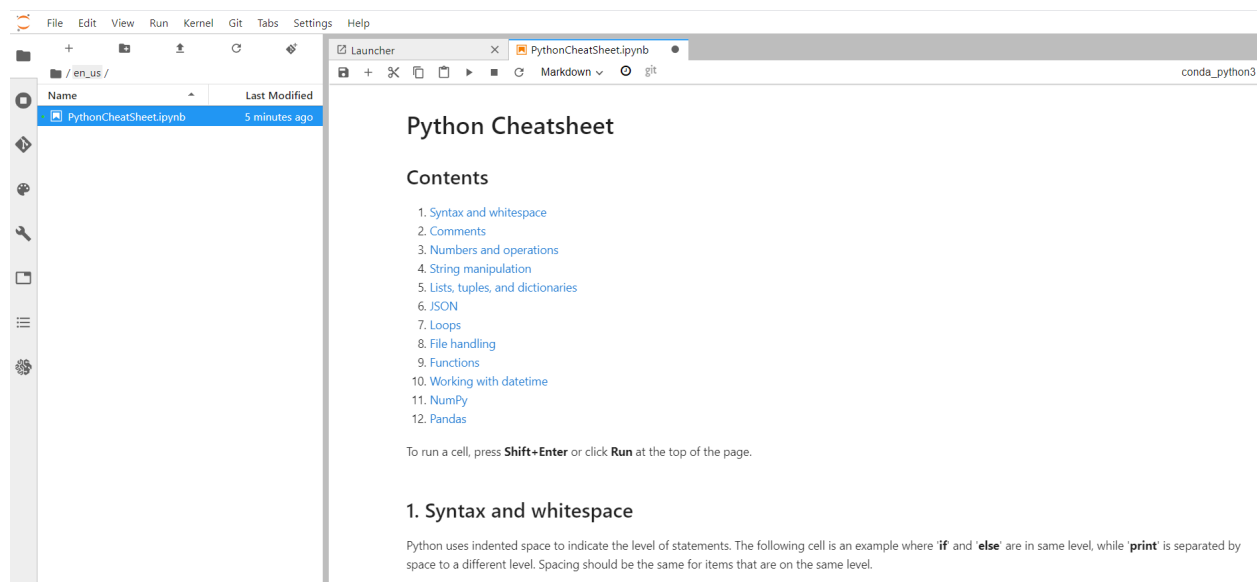 File Edit View Run Kernel Git Tabs Settings Help
/ en_us /
Name Last Modified
PythonCheatSheet.ipynb 5 minutes ago
Launcher
PythonCheatSheet.ipynb
Markdown git conda_python3
Python Cheatsheet
Contents
1. Syntax and whitespace
2. Comments
3. Numbers and operations
4. String manipulation
5. Lists, tuples, and dictionaries
6. JSON
7. Loops
8. File handling
9. Functions
10. Working with datetime
11. NumPy
12. Pandas
To run a cell, press Shift+Enter or click Run at the top of the page.
1. Syntax and whitespace
Python uses indented space to indicate the level of statements. The following cell is an example where 'if' and 'else' are in same level, while 'print' is separated by
space to a different level. Spacing should be the same for items that are on the same level.